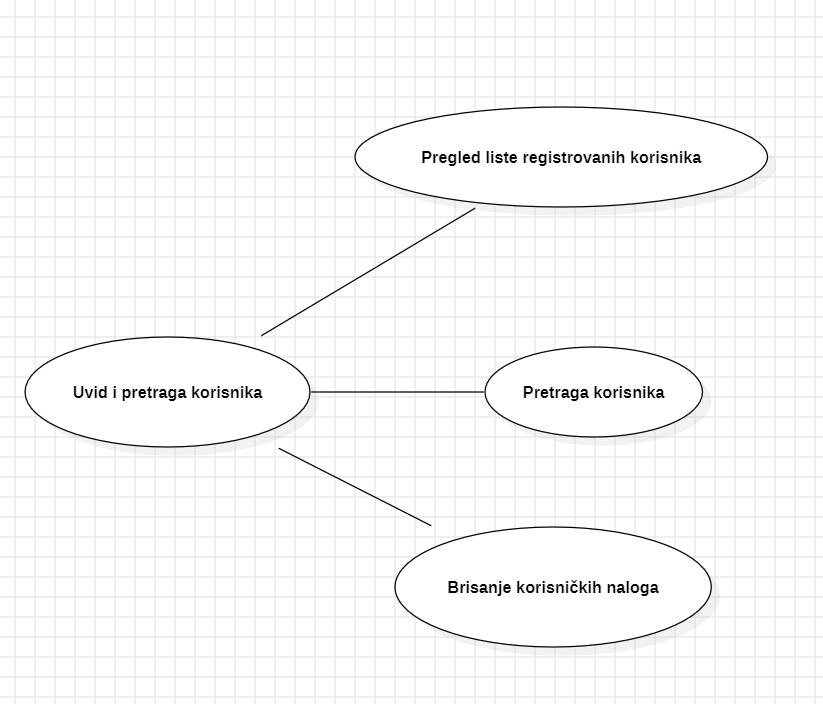 Pregled liste registrovanih korisnika
Uvid i pretraga korisnika
Pretraga korisnika
Brisanje korisničkih naloga